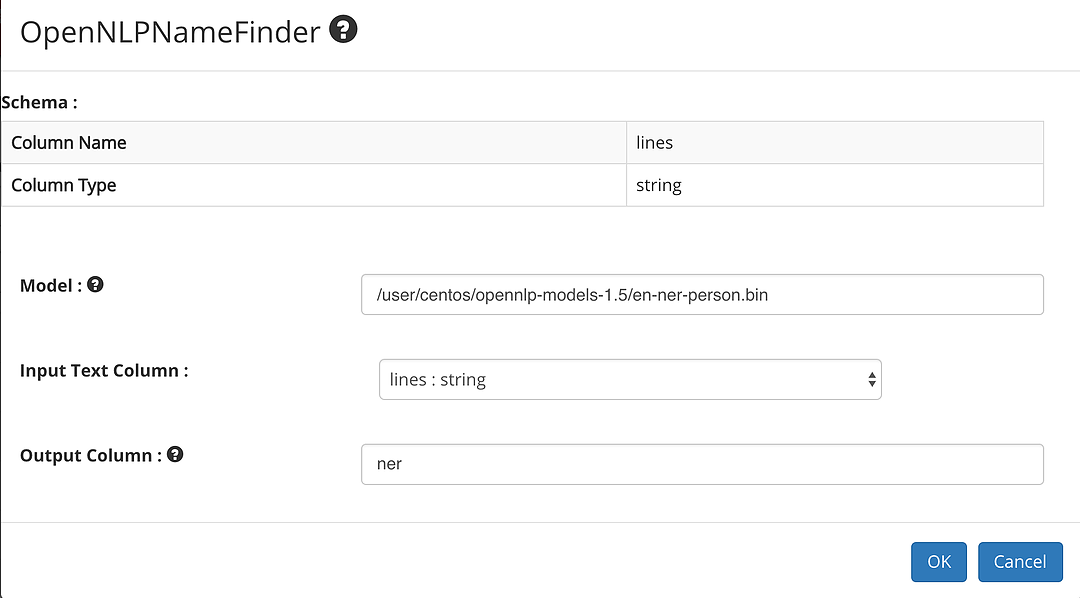 OpenNLPNameFinder ?
Schema :
Column Name lines
Column Type string
Model : ? /user/centos/opennlp-models-1.5/en-ner-person.bin
Input Text Column : lines : string
Output Column : ? ner
OK Cancel